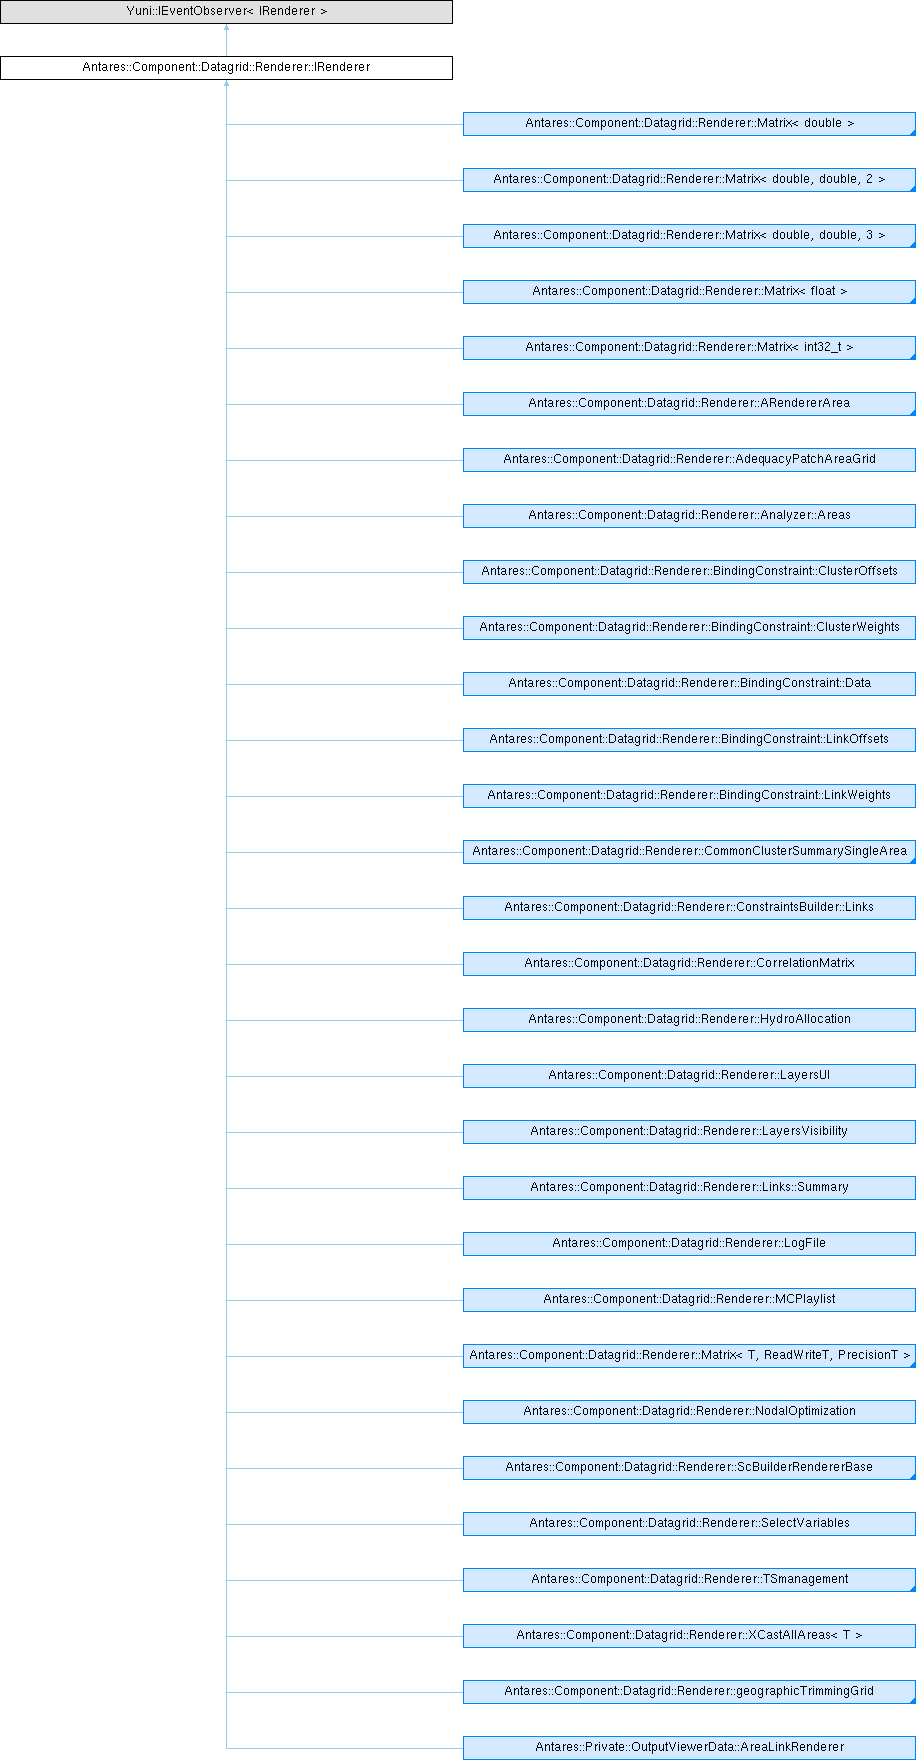 Yuni::IEventObserver< IRenderer >
Antares::Component::Datagrid::Renderer::IRenderer
Antares::Component::Datagrid::Renderer::Matrix< double >
Antares::Component::Datagrid::Renderer::Matrix< double, double, 2 >
Antares::Component::Datagrid::Renderer::Matrix< double, double, 3 >
Antares::Component::Datagrid::Renderer::Matrix< float >
Antares::Component::Datagrid::Renderer::Matrix< int32_t >
Antares::Component::Datagrid::Renderer::ARendererArea
Antares::Component::Datagrid::Renderer::AdequacyPatchAreaGrid
Antares::Component::Datagrid::Renderer::Analyzer::Areas
Antares::Component::Datagrid::Renderer::BindingConstraint::ClusterOffsets
Antares::Component::Datagrid::Renderer::BindingConstraint::ClusterWeights
Antares::Component::Datagrid::Renderer::BindingConstraint::Data
Antares::Component::Datagrid::Renderer::BindingConstraint::LinkOffsets
Antares::Component::Datagrid::Renderer::BindingConstraint::LinkWeights
Antares::Component::Datagrid::Renderer::CommonClusterSummarySingleArea
Antares::Component::Datagrid::Renderer::ConstraintsBuilder::Links
Antares::Component::Datagrid::Renderer::CorrelationMatrix
Antares::Component::Datagrid::Renderer::HydroAllocation
Antares::Component::Datagrid::Renderer::LayersUI
Antares::Component::Datagrid::Renderer::LayersVisibility
Antares::Component::Datagrid::Renderer::Links::Summary
Antares::Component::Datagrid::Renderer::LogFile
Antares::Component::Datagrid::Renderer::MCPlaylist
Antares::Component::Datagrid::Renderer::Matrix< T, ReadWriteT, PrecisionT >
Antares::Component::Datagrid::Renderer::NodalOptimization
Antares::Component::Datagrid::Renderer::ScBuilderRendererBase
Antares::Component::Datagrid::Renderer::SelectVariables
Antares::Component::Datagrid::Renderer::TSmanagement
Antares::Component::Datagrid::Renderer::XCastAllAreas< T >
Antares::Component::Datagrid::Renderer::geographicTrimmingGrid
Antares::Private::OutputViewerData::AreaLinkRenderer